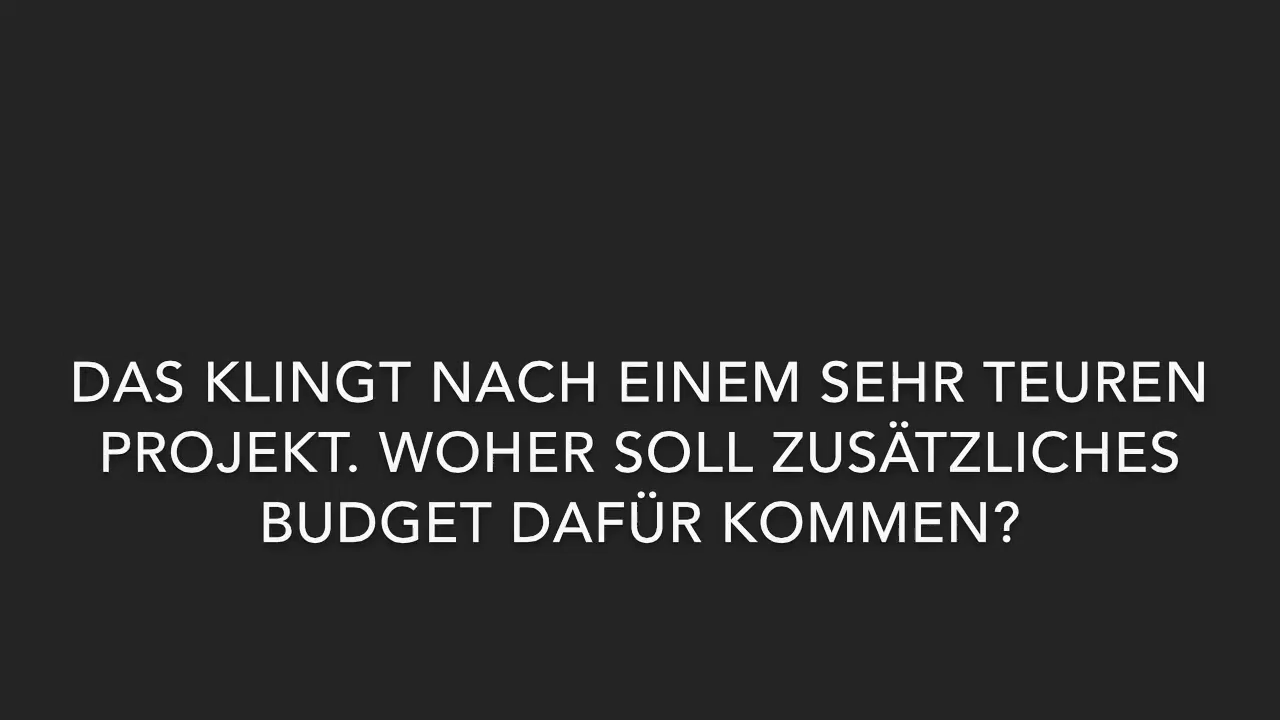 DAS KLINGT NACH EINEM SEHR TEUREN
PROJEKT. WOHER SOLL ZUSÄTZLICHES
BUDGET DAFÜR KOMMEN?